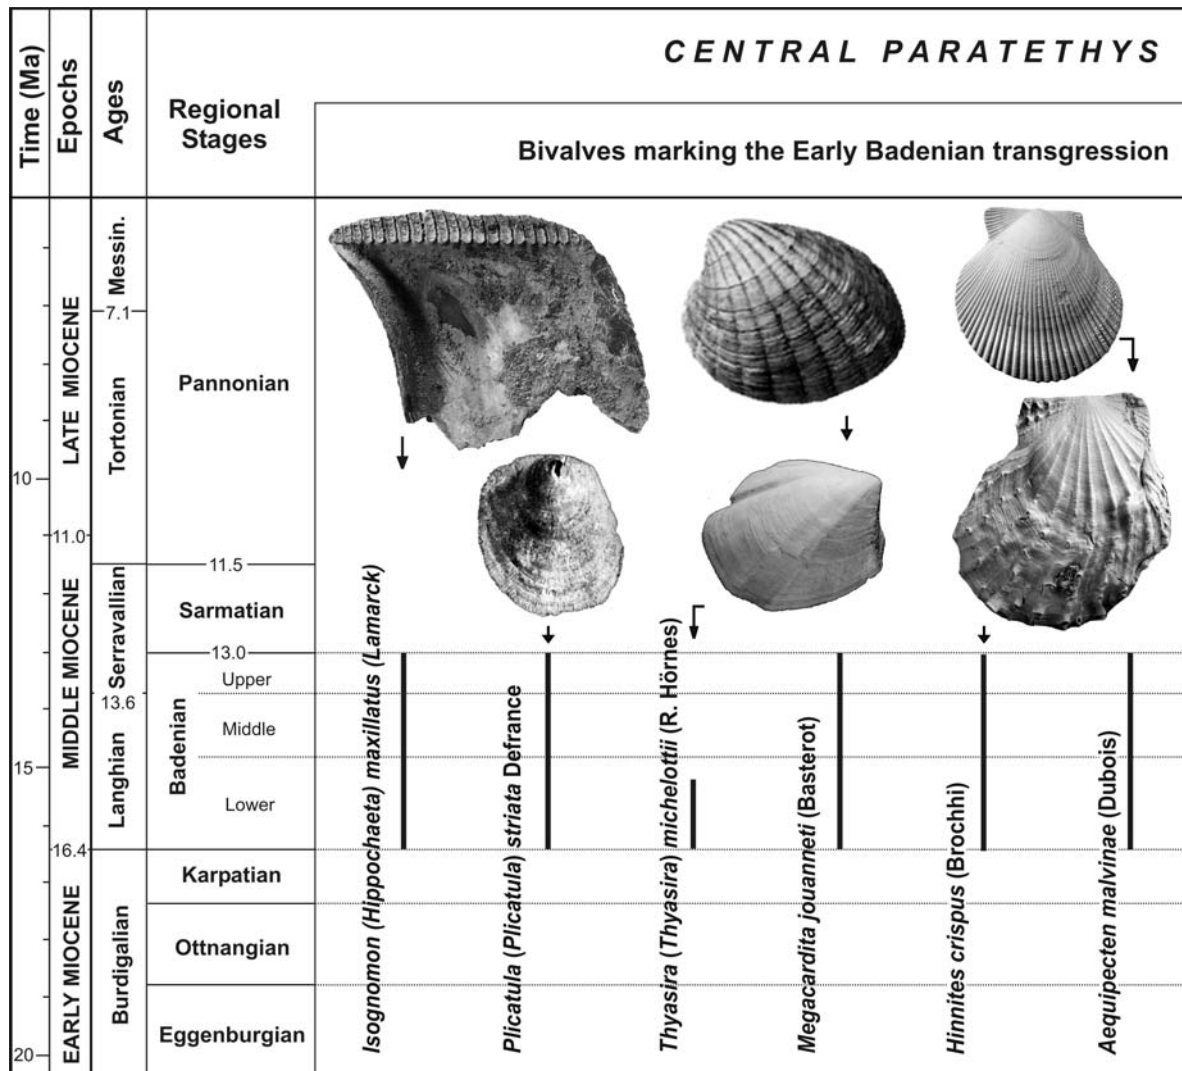 CENTRAL PARATETHYS
Time (Ma)
Epochs
Ages
Regional
Stages
Bivalves marking the Early Badenian transgression
10
15
20
LATE MIOCENE
11.0
MIDDLE MIOCENE
16.4
EARLY MIOCENE
Messin.
7.1
Tortonian
Serravallian
13.6
Langhian
Burdigalian
Pannonian
11.5
Sarmatian
13.0
Badenian
Upper
Middle
Lower
Karpatian
Ottnangian
Eggenburgian
Isognomon (Hippochaeta) maxillatus (Lamarck)
Plicatula (Plicatula) striata Defrance
Thyasira (Thyasira) michelottii (R. Hörnes)
Megacardita jouanneti (Basterot)
Hinnites crispus (Brochhi)
Aequipecten malvinae (Dubois)